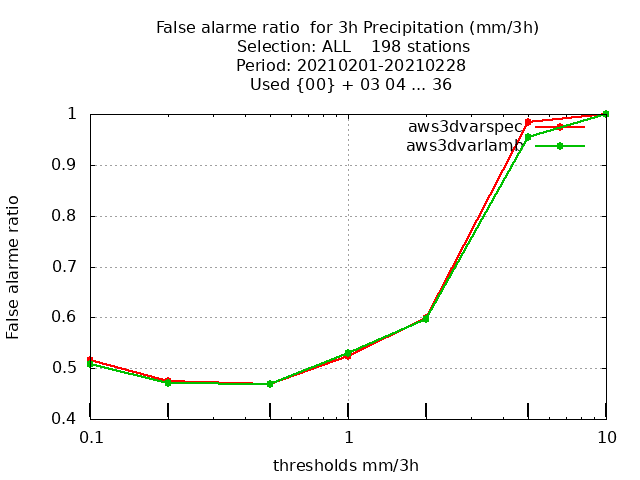 False alarme ratio  for 3h Precipitation (mm/3h)
Selection: ALL    198 stations
Period: 20210201-20210228
Used {00} + 03 04 ... 36
1
0.9
0.8
0.7
0.6
0.5
0.4
False alarme ratio
aws3dvarspec
aws3dvarlamb
0.1
1
10
thresholds mm/3h